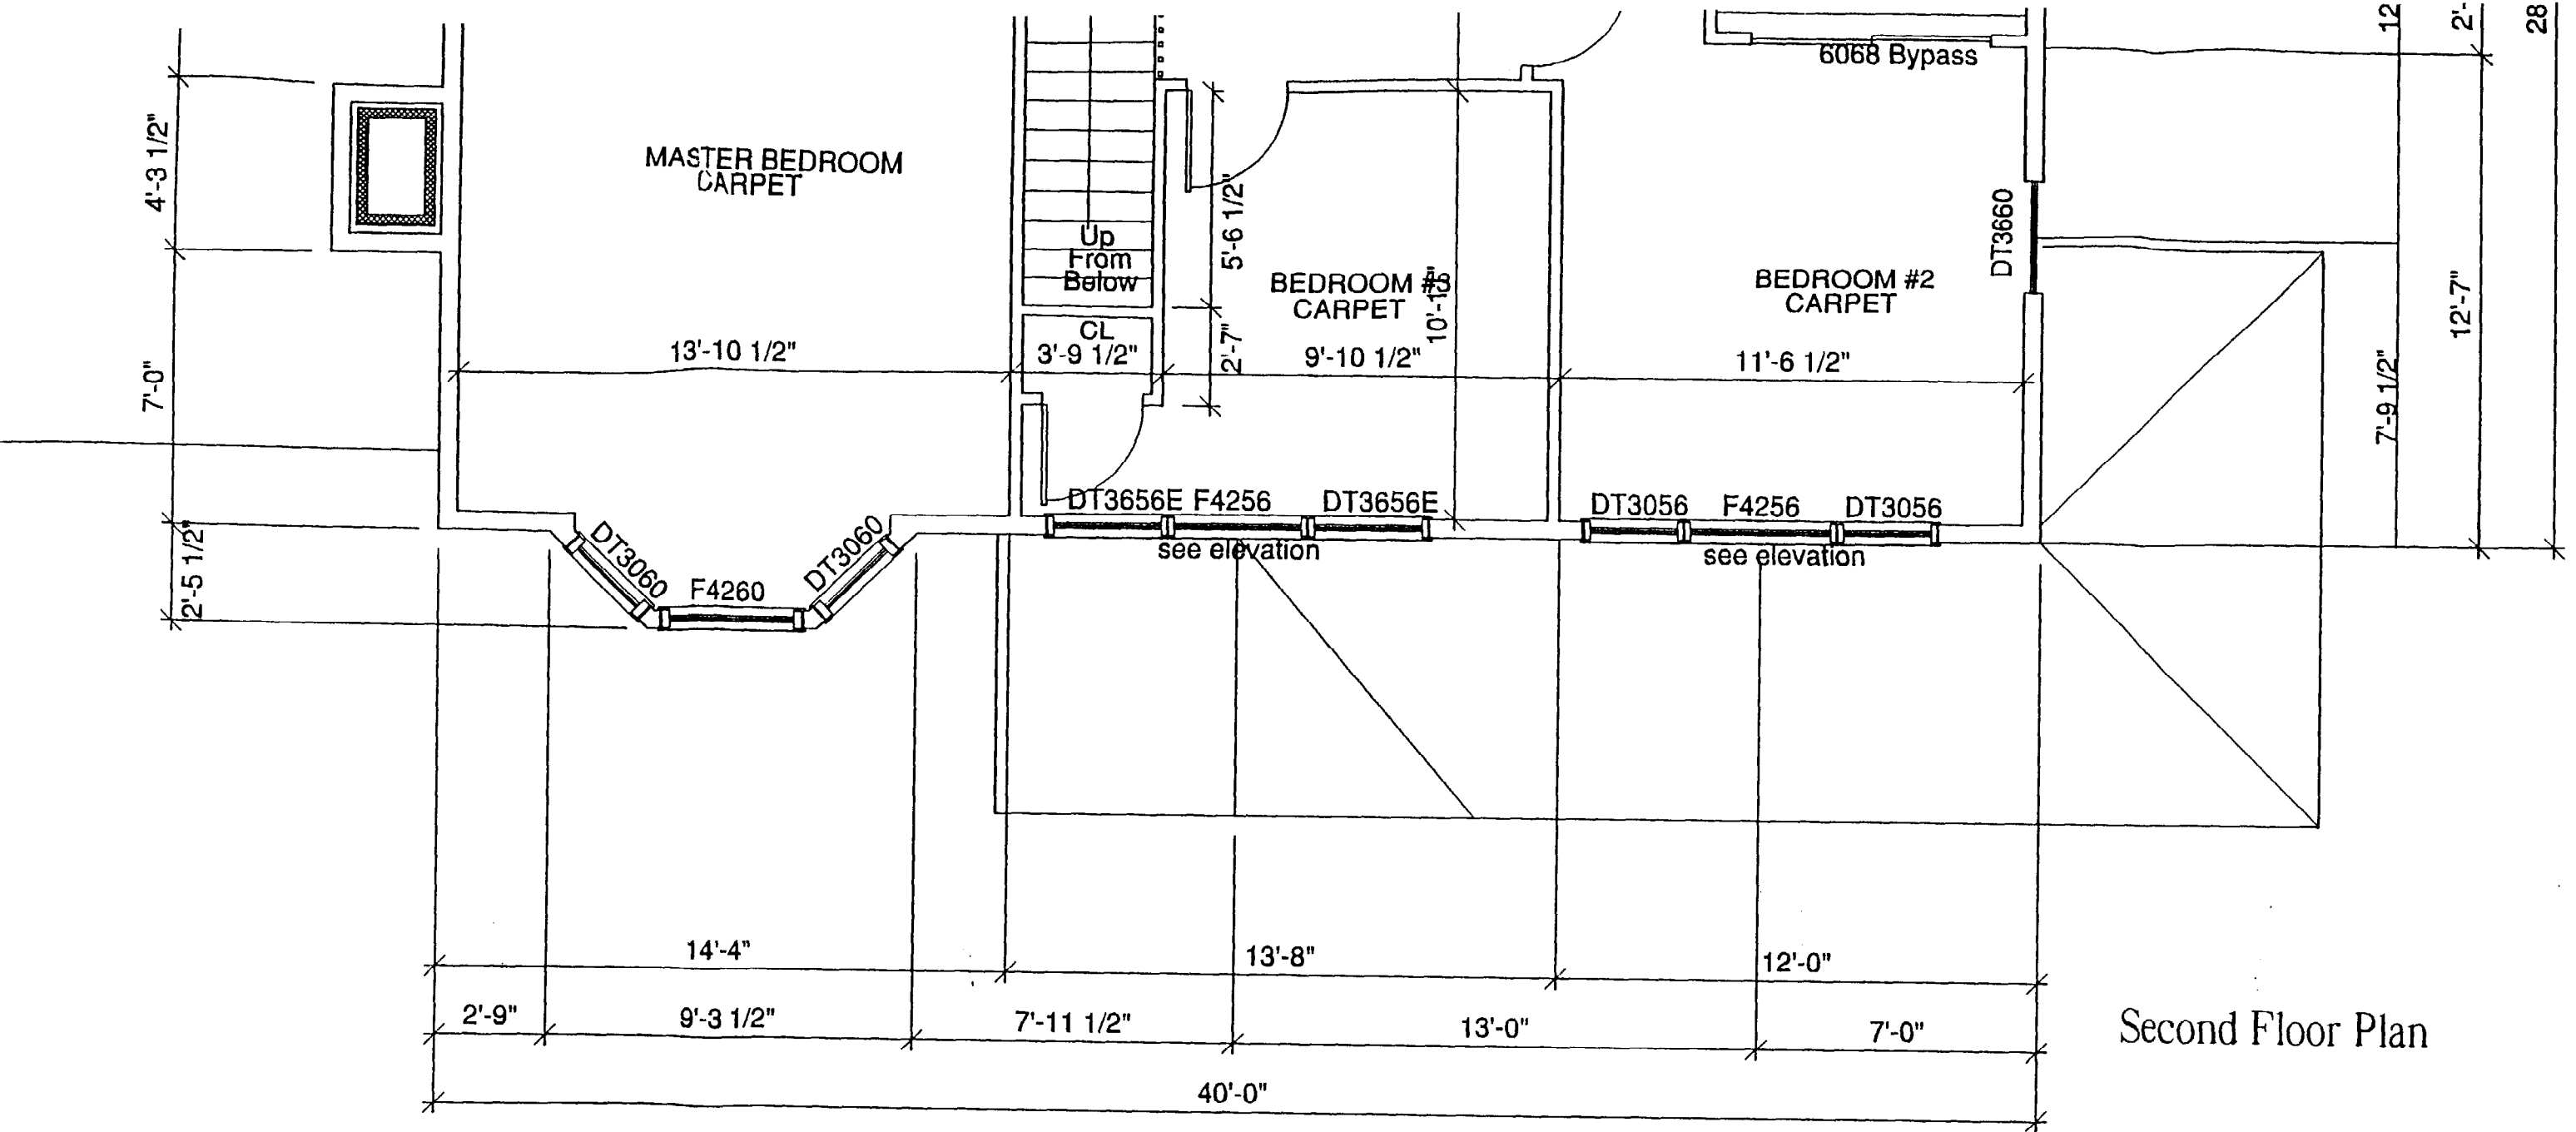 12
2'-
28
6068 Bypass
4'-3 1/2"
MASTER BEDROOM
CARPET
5'-6 1/2"
DT3660
Up
From
Below
BEDROOM #3
CARPET
BEDROOM #2
CARPET
12'-7"
CL
13'-10 1/2"
3'-9 1/2"
2'-7"
9'-10 1/2"
11'-6 1/2"
7'-0"
7'-9 1/2"
DT3656E F4256 DT3656E
see elevation
DT3056 F4256 DT3056
see elevation
2'-5 1/2"
DT3060
F4260
DT3060
14'-4"
13'-8"
12'-0"
2'-9"
9'-3 1/2"
7'-11 1/2"
13'-0"
7'-0"
Second Floor Plan
40'-0"